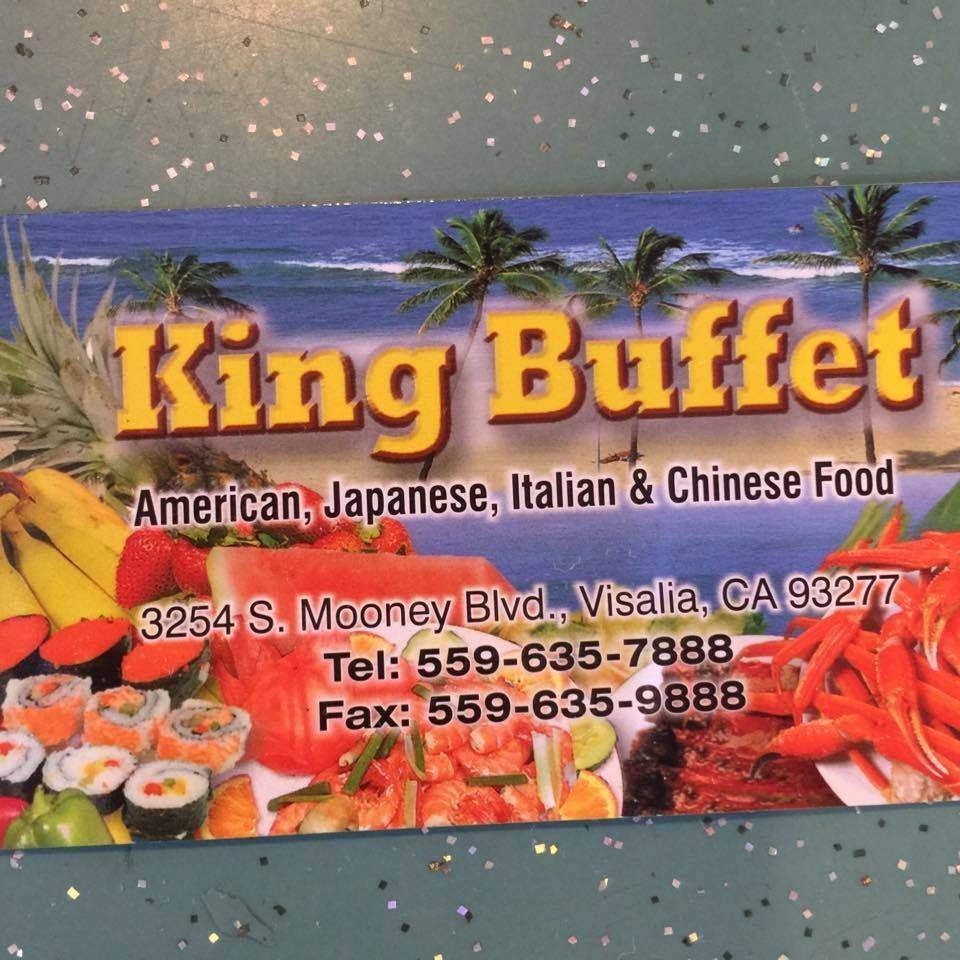 King Buffet
American, Japanese, Italian & Chinese Food
3254 S. Mooney Blvd., Visalia, CA 93277
Tel: 559-635-7888
Fax: 559-635-9888